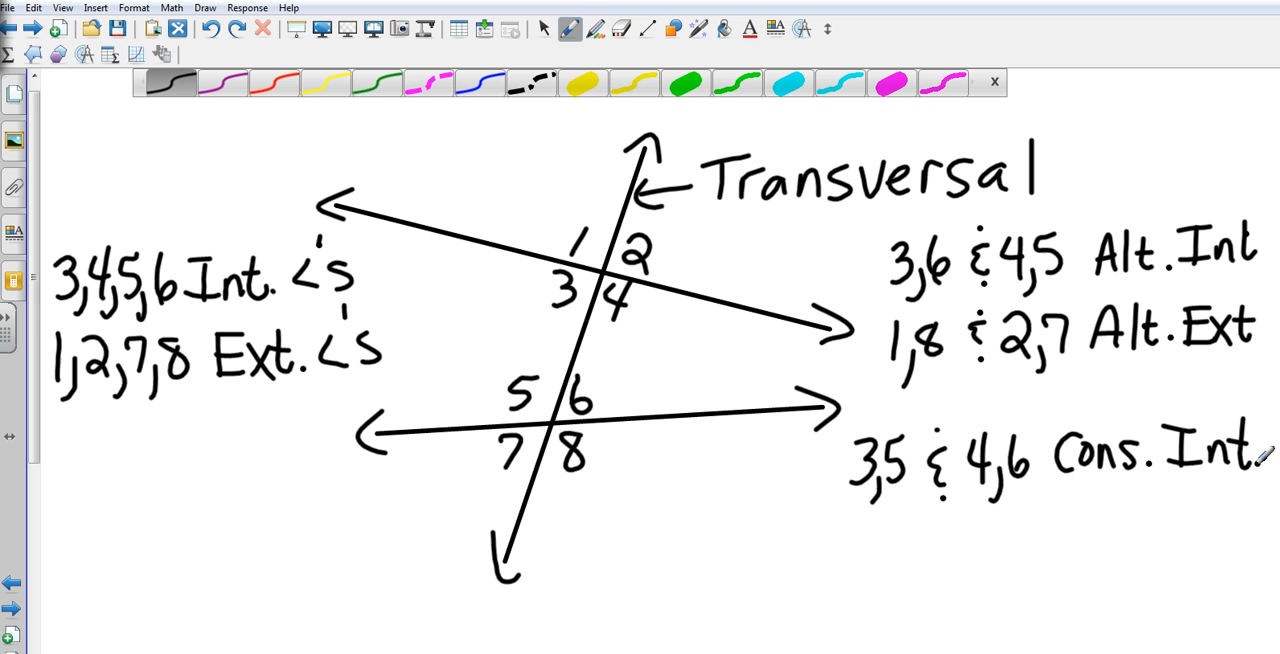 File Edit View Insert Format Math Draw Response Help
x
Transversal
1 2
3 4
5 6
7 8
3,4,5,6 Int. <'s
1,2,7,8 Ext. <'s
3,6 & 4,5 Alt. Int
1,8 & 2,7 Alt. Ext
3,5 & 4,6 Cons. Int.